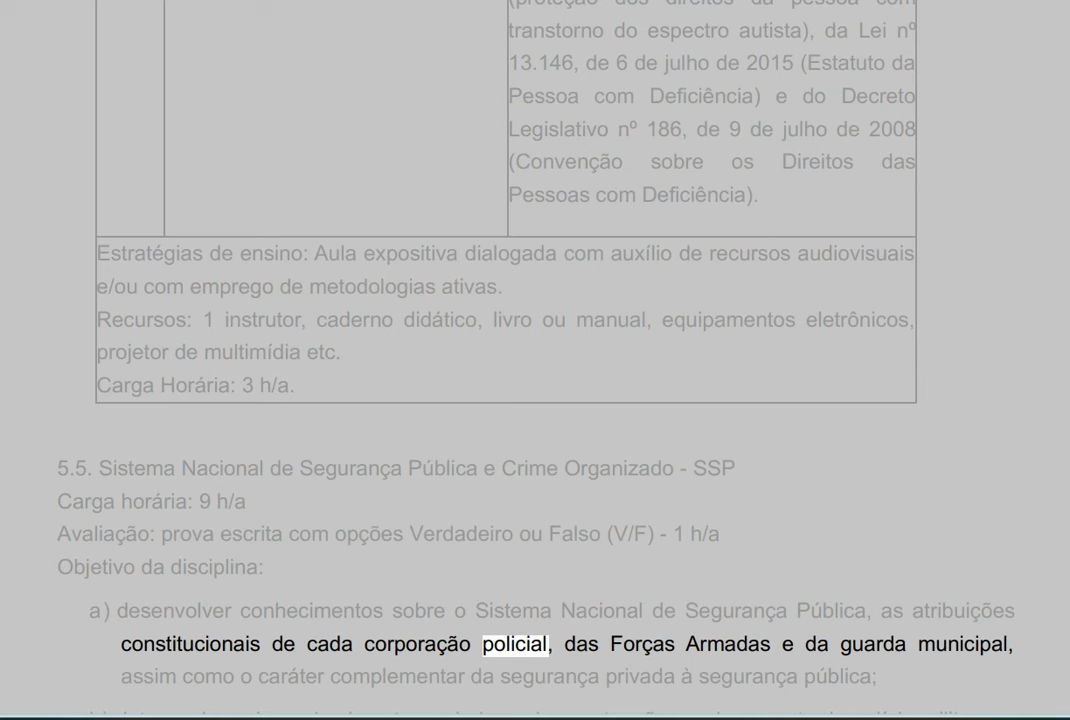 (proteção dos direitos da pessoa com
transtorno do espectro autista), da Lei nº
13.146, de 6 de julho de 2015 (Estatuto da
Pessoa com Deficiência) e do Decreto
Legislativo nº 186, de 9 de julho de 2008
(Convenção sobre os Direitos das
Pessoas com Deficiência).
Estratégias de ensino: Aula expositiva dialogada com auxílio de recursos audiovisuais
e/ou com emprego de metodologias ativas.
Recursos: 1 instrutor, caderno didático, livro ou manual, equipamentos eletrônicos,
projetor de multimídia etc.
Carga Horária: 3 h/a.
5.5. Sistema Nacional de Segurança Pública e Crime Organizado - SSP
Carga horária: 9 h/a
Avaliação: prova escrita com opções Verdadeiro ou Falso (V/F) - 1 h/a
Objetivo da disciplina:
a) desenvolver conhecimentos sobre o Sistema Nacional de Segurança Pública, as atribuições
constitucionais de cada corporação policial, das Forças Armadas e da guarda municipal,
assim como o caráter complementar da segurança privada à segurança pública;